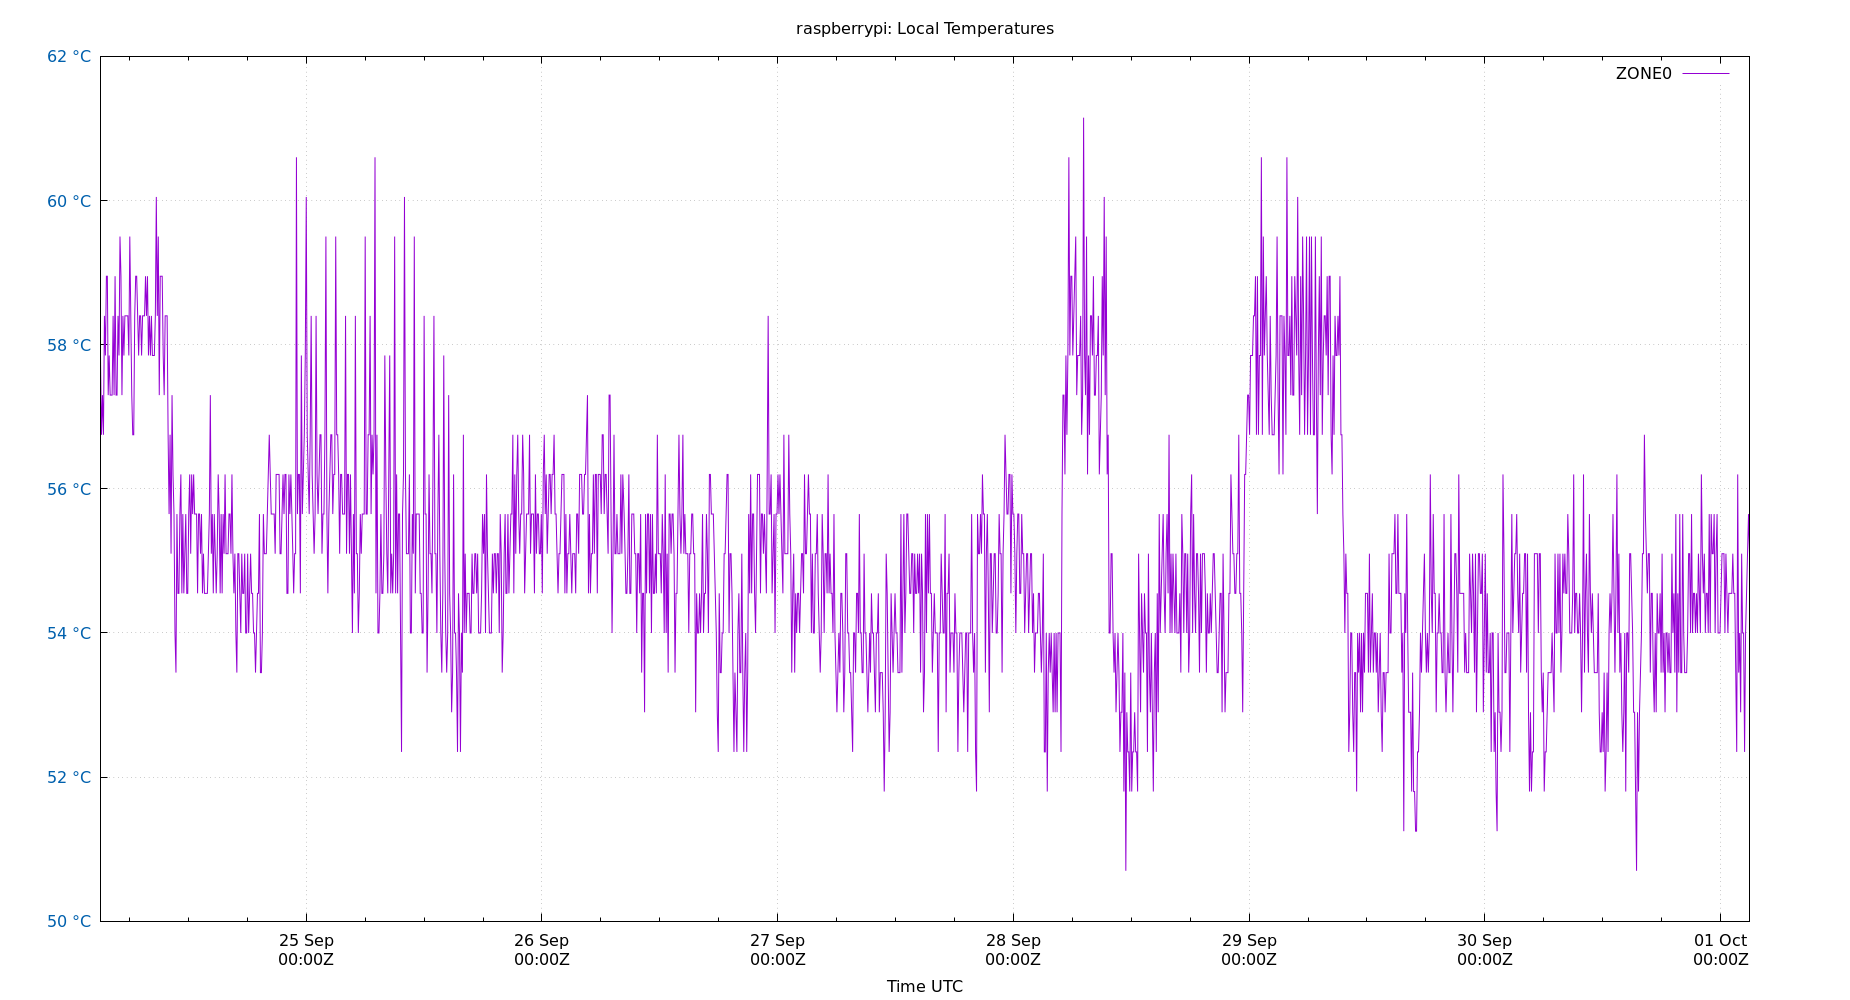 raspberrypi: Local Temperatures
ZONE0
62 °C
60 °C
58 °C
56 °C
54 °C
52 °C
50 °C
25 Sep
00:00Z
26 Sep
00:00Z
27 Sep
00:00Z
28 Sep
00:00Z
29 Sep
00:00Z
30 Sep
00:00Z
01 Oct
00:00Z
Time UTC